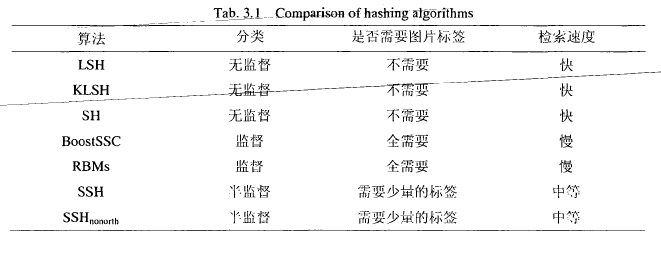 Tab. 3.1 Comparison of hashing algorithms
算法 分类 是否需要图片标签 检索速度
LSH 无监督 不需要 快
KLSH 无监督 不需要 快
SH 无监督 不需要 快
BoostSSC 监督 全需要 慢
RBMs 监督 全需要 慢
SSH 半监督 需要少量的标签 中等
SSHnonorth 半监督 需要少量的标签 中等